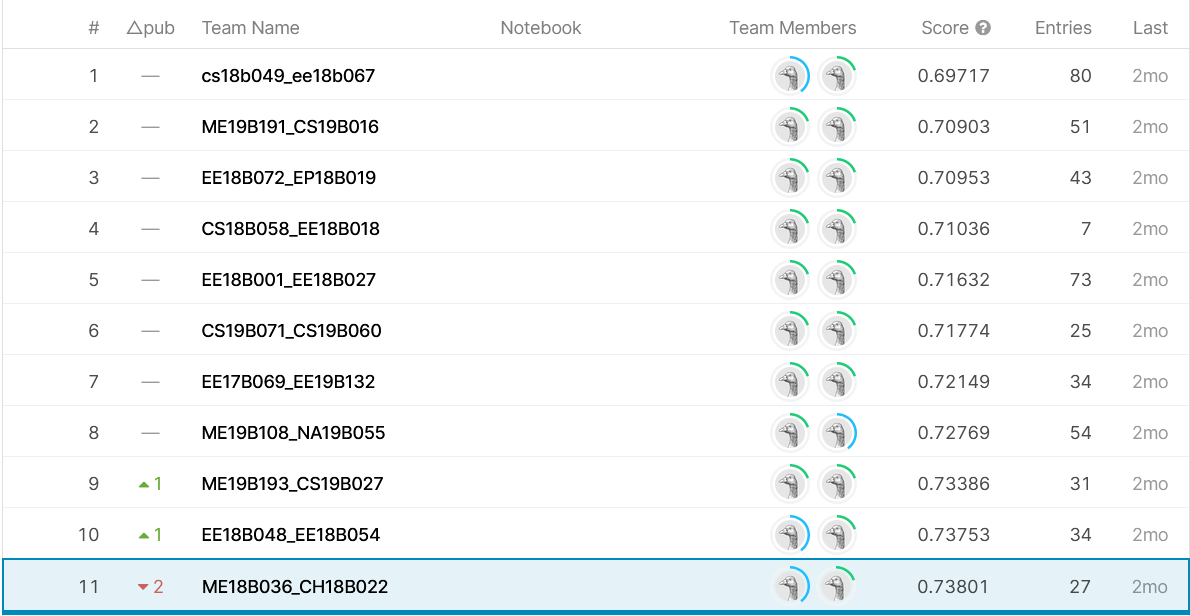 # △pub Team Name Notebook Team Members Score ? Entries Last
1 — cs18b049_ee18b067 0.69717 80 2mo
2 — ME19B191_CS19B016 0.70903 51 2mo
3 — EE18B072_EP18B019 0.70953 43 2mo
4 — CS18B058_EE18B018 0.71036 7 2mo
5 — EE18B001_EE18B027 0.71632 73 2mo
6 — CS19B071_CS19B060 0.71774 25 2mo
7 — EE17B069_EE19B132 0.72149 34 2mo
8 — ME19B108_NA19B055 0.72769 54 2mo
9 ▲1 ME19B193_CS19B027 0.73386 31 2mo
10 ▲1 EE18B048_EE18B054 0.73753 34 2mo
11 ▼2 ME18B036_CH18B022 0.73801 27 2mo